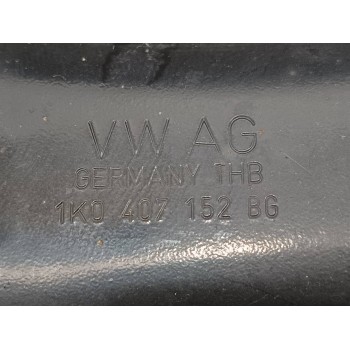 VW AG
GERMANY THB
1K0 407 152 BG